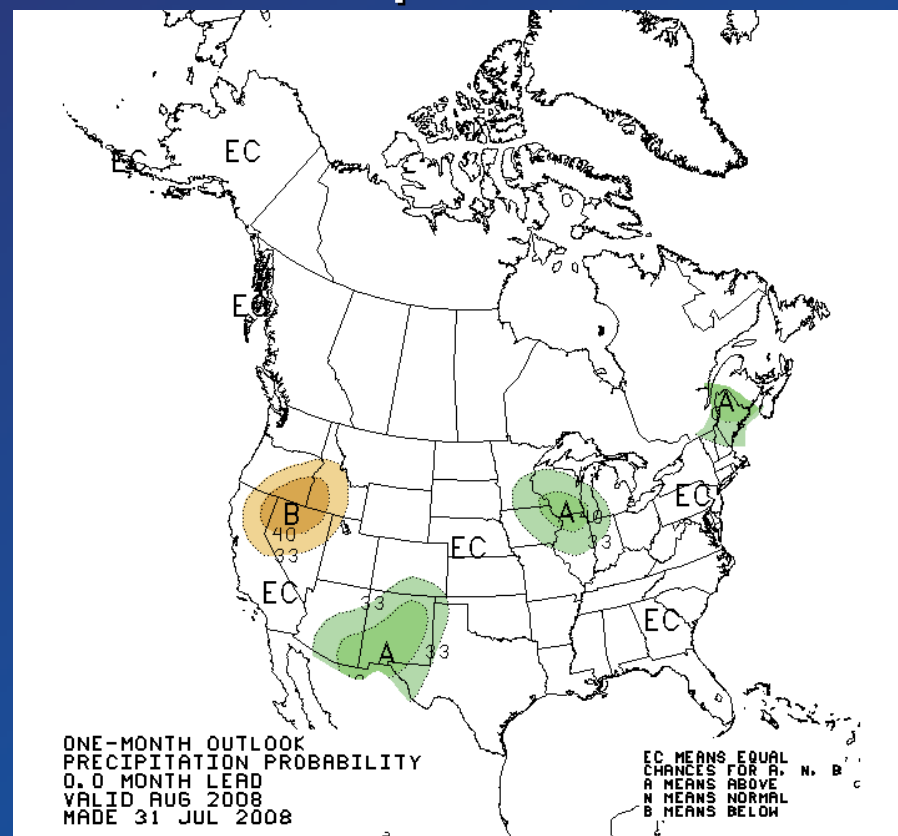 EC
EC
EC
A
B
40
33
EC
EC
A
40
33
EC
EC
33
A
33
ONE-MONTH OUTLOOK
PRECIPITATION PROBABILITY
0.0 MONTH LEAD
VALID AUG 2008
MADE 31 JUL 2008
EC MEANS EQUAL
CHANCES FOR A, N, B
A MEANS ABOVE
N MEANS NORMAL
B MEANS BELOW